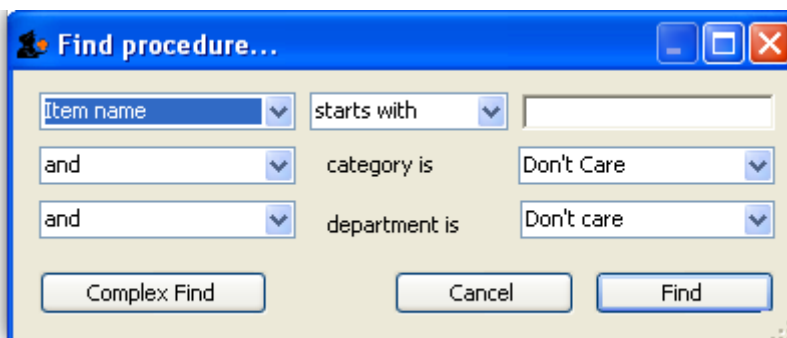 Find procedure...
Item name starts with
and category is Don't Care
and department is Don't care
Complex Find Cancel Find